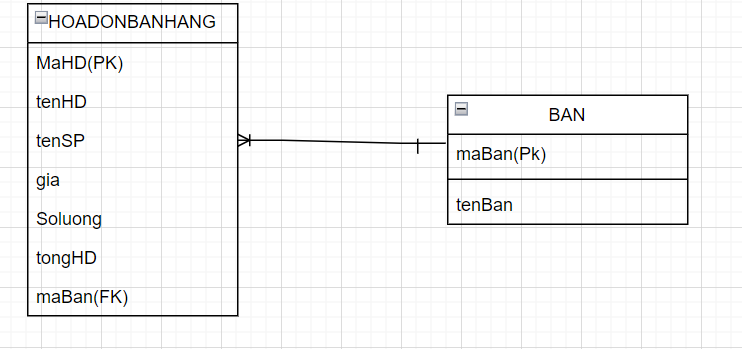 HOADONBANHANG
MaHD(PK)
tenHD
tenSP
gia
Soluong
tongHD
maBan(FK)
BAN
maBan(Pk)
tenBan